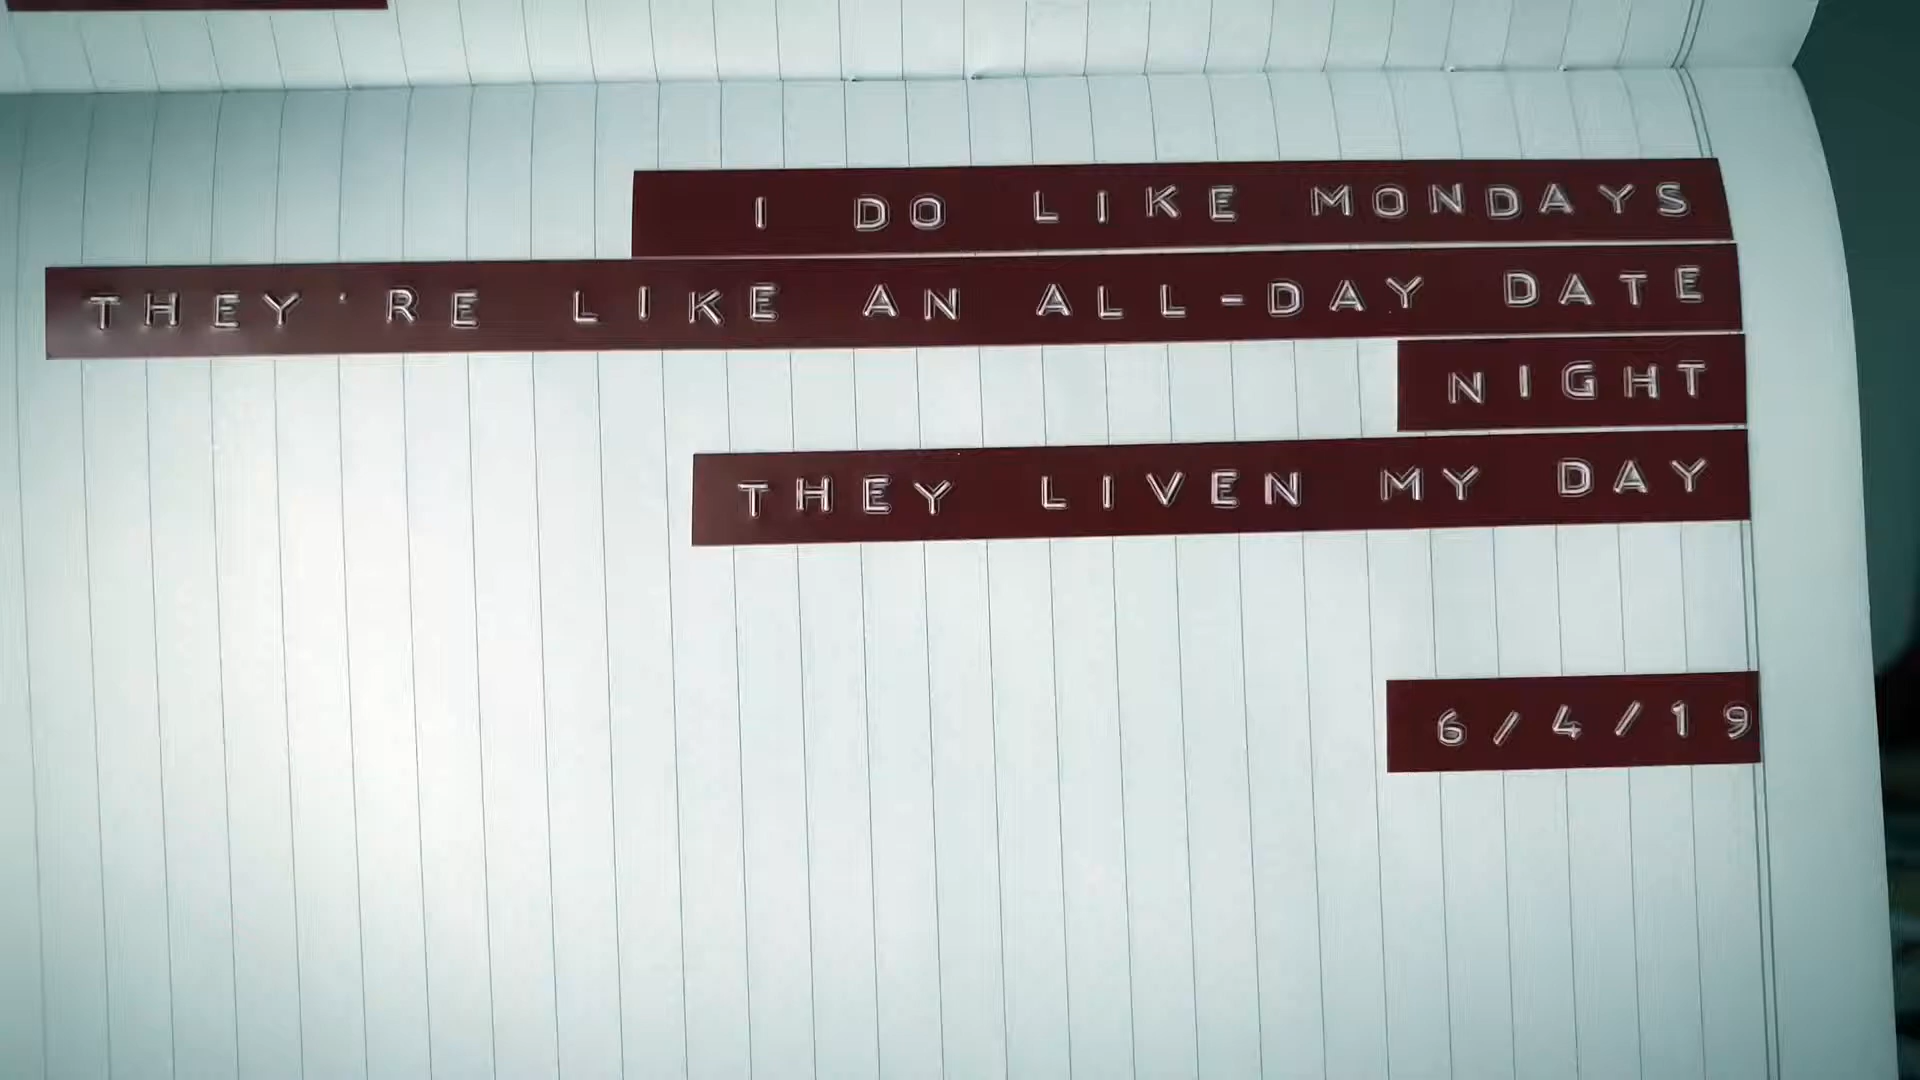 I DO LIKE MONDAYS
THEY'RE LIKE AN ALL-DAY DATE
NIGHT
THEY LIVEN MY DAY
6/4/19